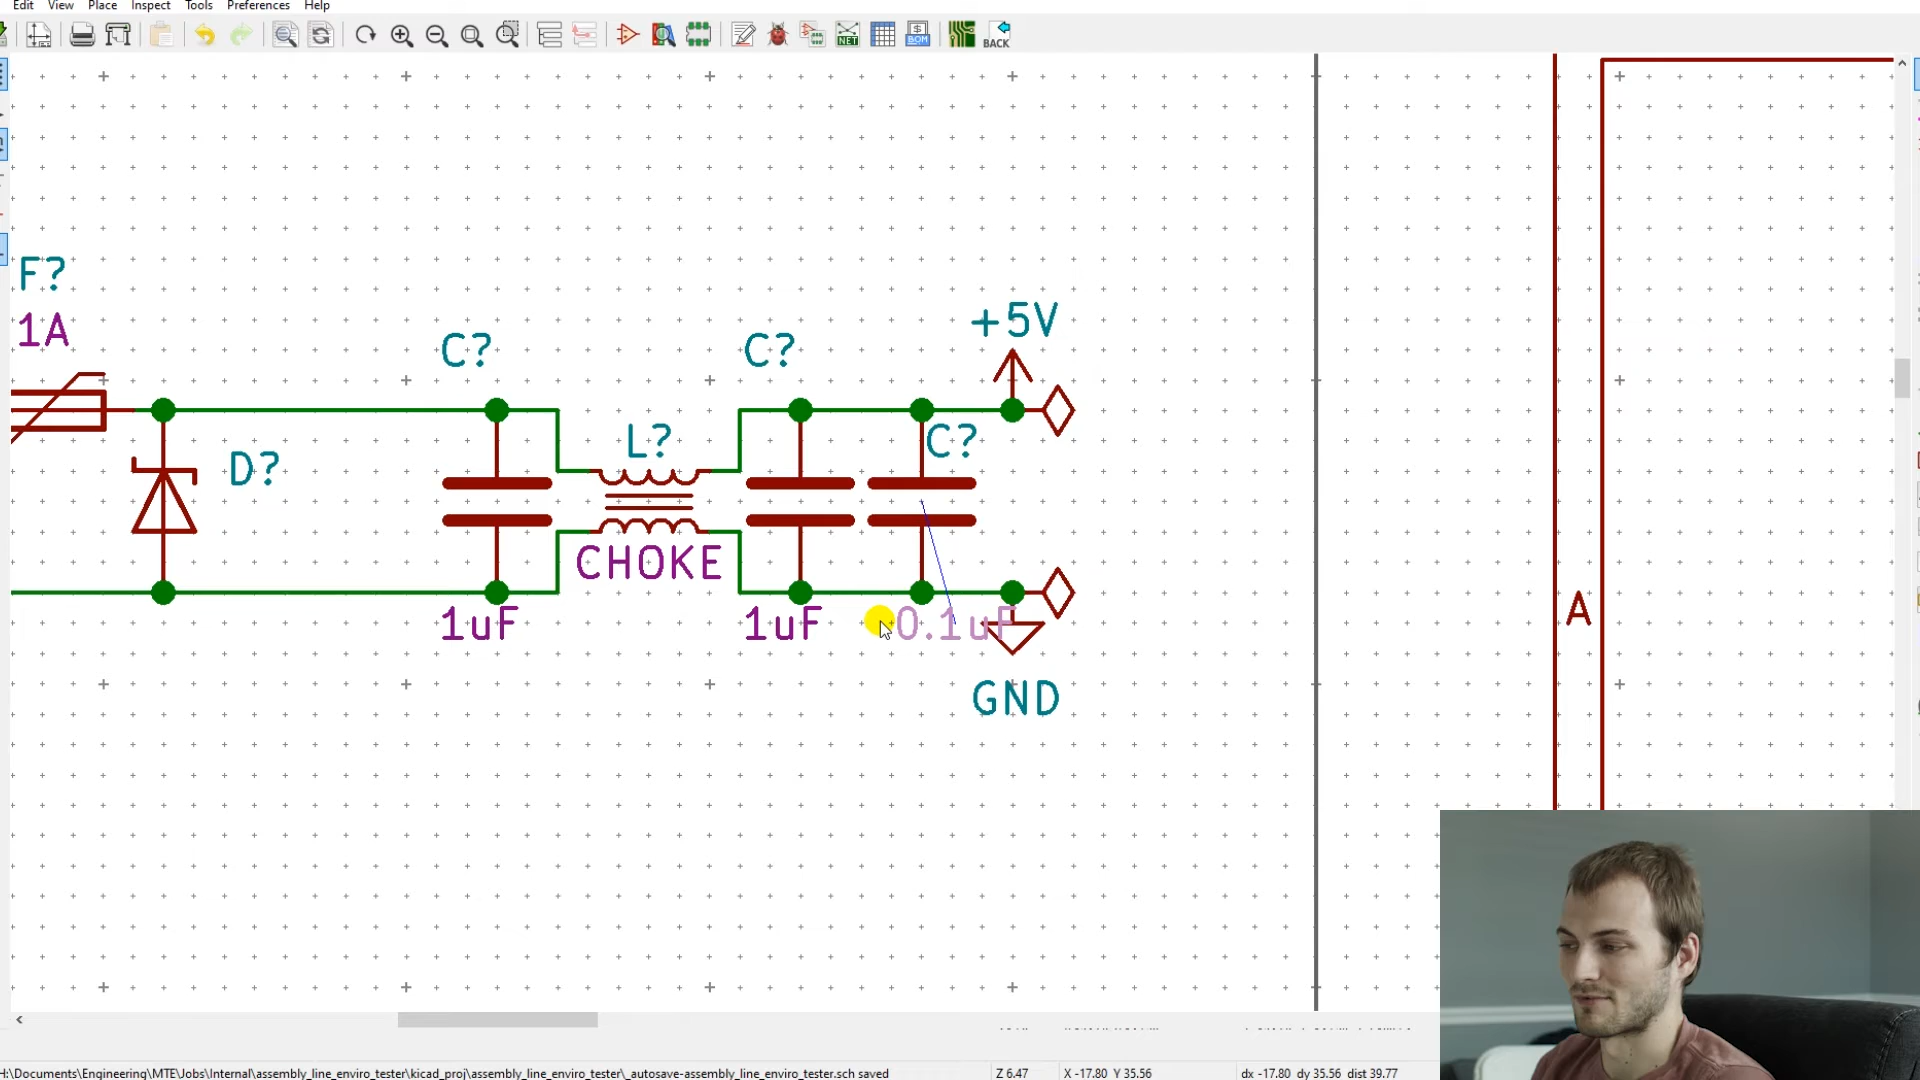 Edit View Place Inspect Tools Preferences Help
NET
BOM
BACK
F?
1A
D?
C?
1uF
L?
CHOKE
C?
1uF
C?
0.1uF
+5V
GND
A
H:\Documents\Engineering\MTE\Jobs\Internal\assembly_line_enviro_tester\kicad_proj\assembly_line_enviro_tester\_autosave-assembly_line_enviro_tester.sch saved
Z 6.47
X -17.80 Y 35.56
dx -17.80 dy 35.56 dist 39.77